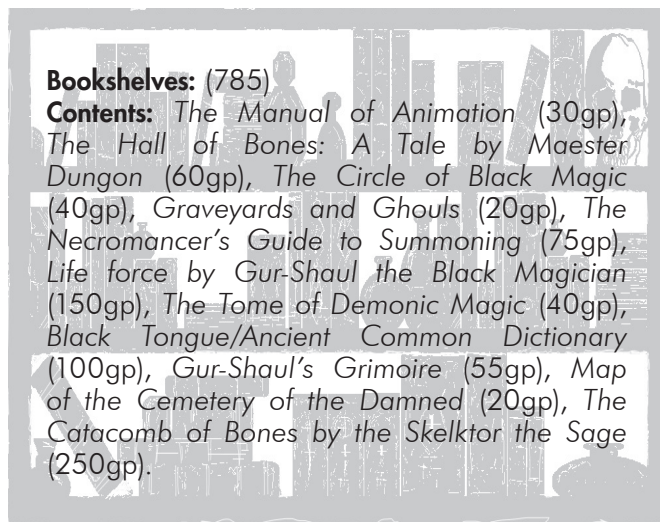 Bookshelves: (785)
Contents: The Manual of Animation (30gp),
The Hall of Bones: A Tale by Maester
Dungon (60gp), The Circle of Black Magic
(40gp), Graveyards and Ghouls (20gp), The
Necromancer's Guide to Summoning (75gp),
Life force by Gur-Shaul the Black Magician
(150gp), The Tome of Demonic Magic (40gp),
Black Tongue/Ancient Common Dictionary
(100gp), Gur-Shaul's Grimoire (55gp), Map
of the Cemetery of the Damned (20gp), The
Catacomb of Bones by the Skelktor the Sage
(250gp).